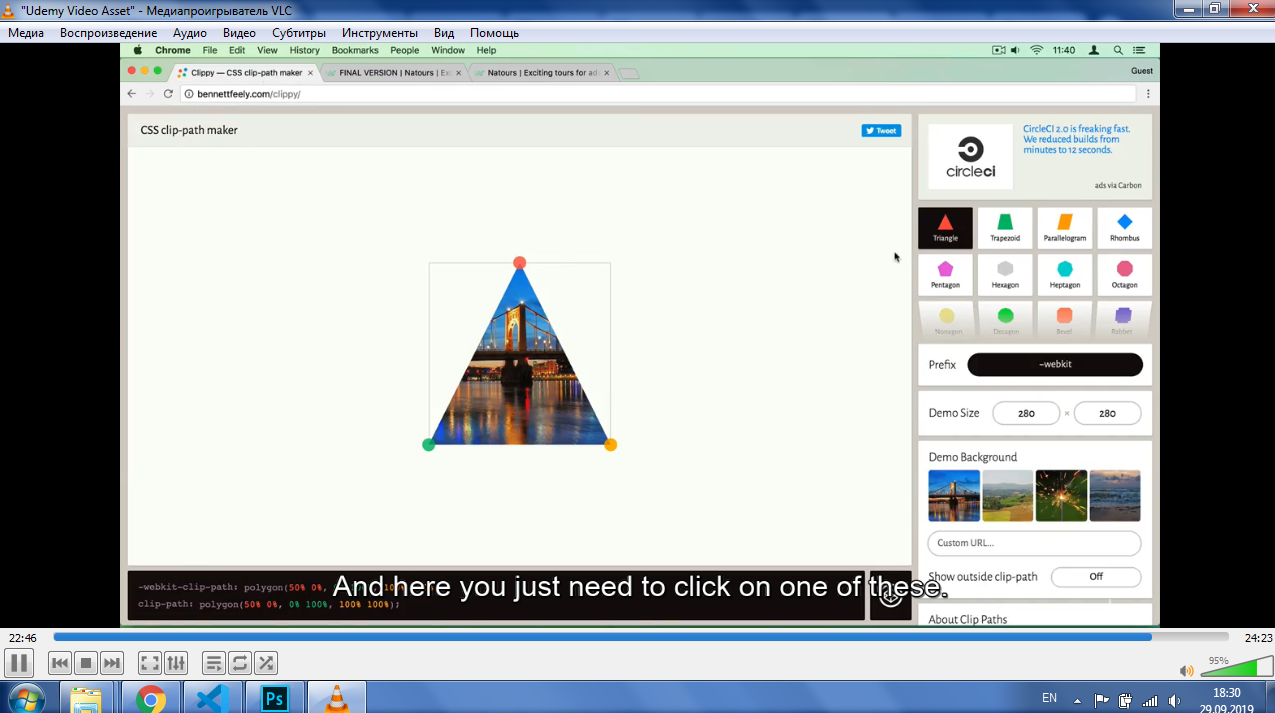 "Udemy Video Asset" - Медиапроигрыватель VLC
Медиа Воспроизведение Аудио Видео Субтитры Инструменты Вид Помощь
Chrome File Edit View History Bookmarks People Window Help 11:40
Clippy — CSS clip-path maker FINAL VERSION | Natours | Ex Natours | Exciting tours for ad Guest
bennettfeely.com/clippy/
CSS clip-path maker
Tweet
circleci
CircleCI 2.0 is freaking fast.
We reduced builds from
minutes to 12 seconds.
ads via Carbon
Triangle Trapezoid Parallelogram Rhombus
Pentagon Hexagon Heptagon Octagon
Nonagon Decagon Bevel Rabbet
Prefix -webkit
Demo Size 280 × 280
Demo Background
Custom URL...
Show outside clip-path Off
About Clip Paths
-webkit-clip-path: polygon(50% 0%,
clip-path: polygon(50% 0%, 0% 100%, 100% 100%);
And here you just need to click on one of these.
22:46 24:23
95%
Ps
EN 18:30
29.09.2019